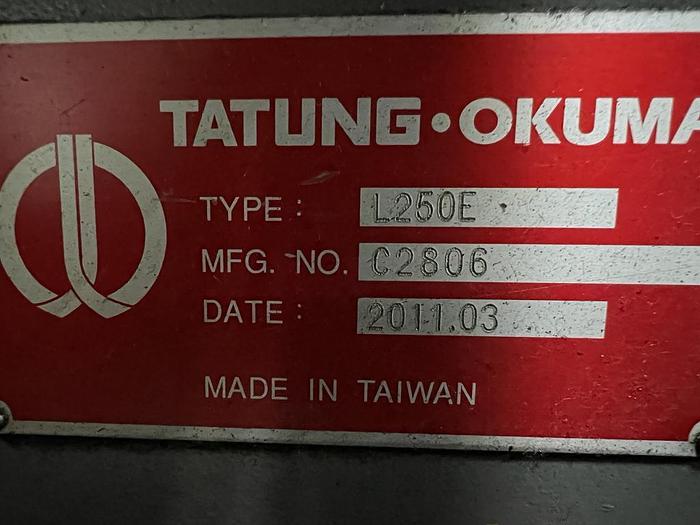 TATUNG•OKUMA
TYPE: L250E
MFG. NO. C2806
DATE: 2011.03
MADE IN TAIWAN